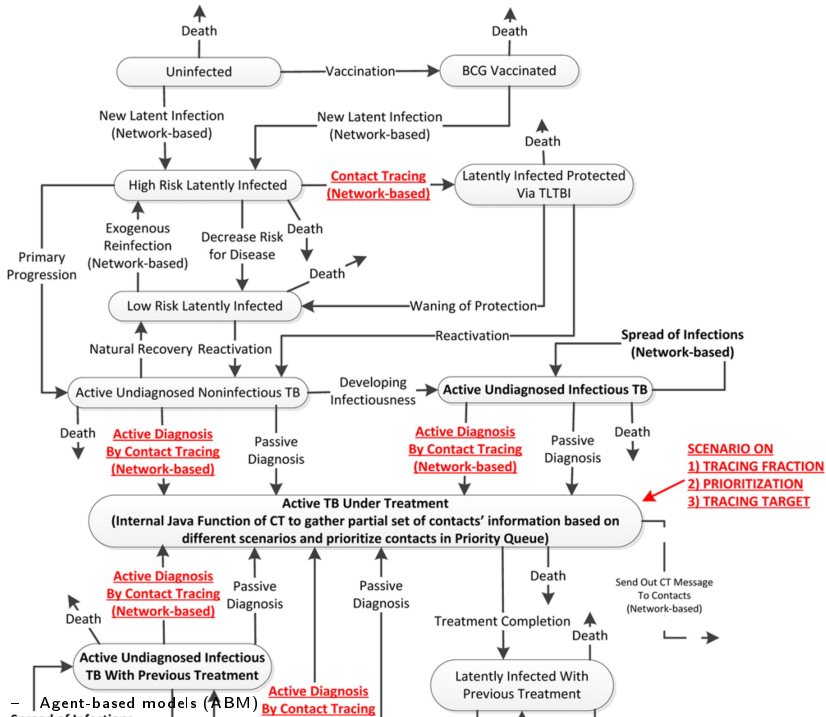 Death
Death
Uninfected
Vaccination
BCG Vaccinated
New Latent Infection
(Network-based)
New Latent Infection
(Network-based)
Death
High Risk Latently Infected
Contact Tracing
(Network-based)
Latently Infected Protected
Via TLTBI
Exogenous
Reinfection
(Network-based)
Decrease Risk
for Disease
Death
Primary
Progression
Death
Low Risk Latently Infected
Waning of Protection
Reactivation
Spread of Infections
(Network-based)
Natural Recovery
Reactivation
Active Undiagnosed Noninfectious TB
Developing
Infectiousness
Active Undiagnosed Infectious TB
Death
Active Diagnosis
By Contact Tracing
(Network-based)
Passive
Diagnosis
Active Diagnosis
By Contact Tracing
(Network-based)
Passive
Diagnosis
Death
SCENARIO ON
1) TRACING FRACTION
2) PRIORITIZATION
3) TRACING TARGET
Active TB Under Treatment
(Internal Java Function of CT to gather partial set of contacts' information based on
different scenarios and prioritize contacts in Priority Queue)
Active Diagnosis
By Contact Tracing
(Network-based)
Passive
Diagnosis
Passive
Diagnosis
Death
Send Out CT Message
To Contacts
(Network-based)
Death
Treatment Completion
Death
Active Undiagnosed Infectious
TB With Previous Treatment
Latently Infected With
Previous Treatment
Active Diagnosis
By Contact Tracing
– Agent-based models (ABM)
Spread of Infections